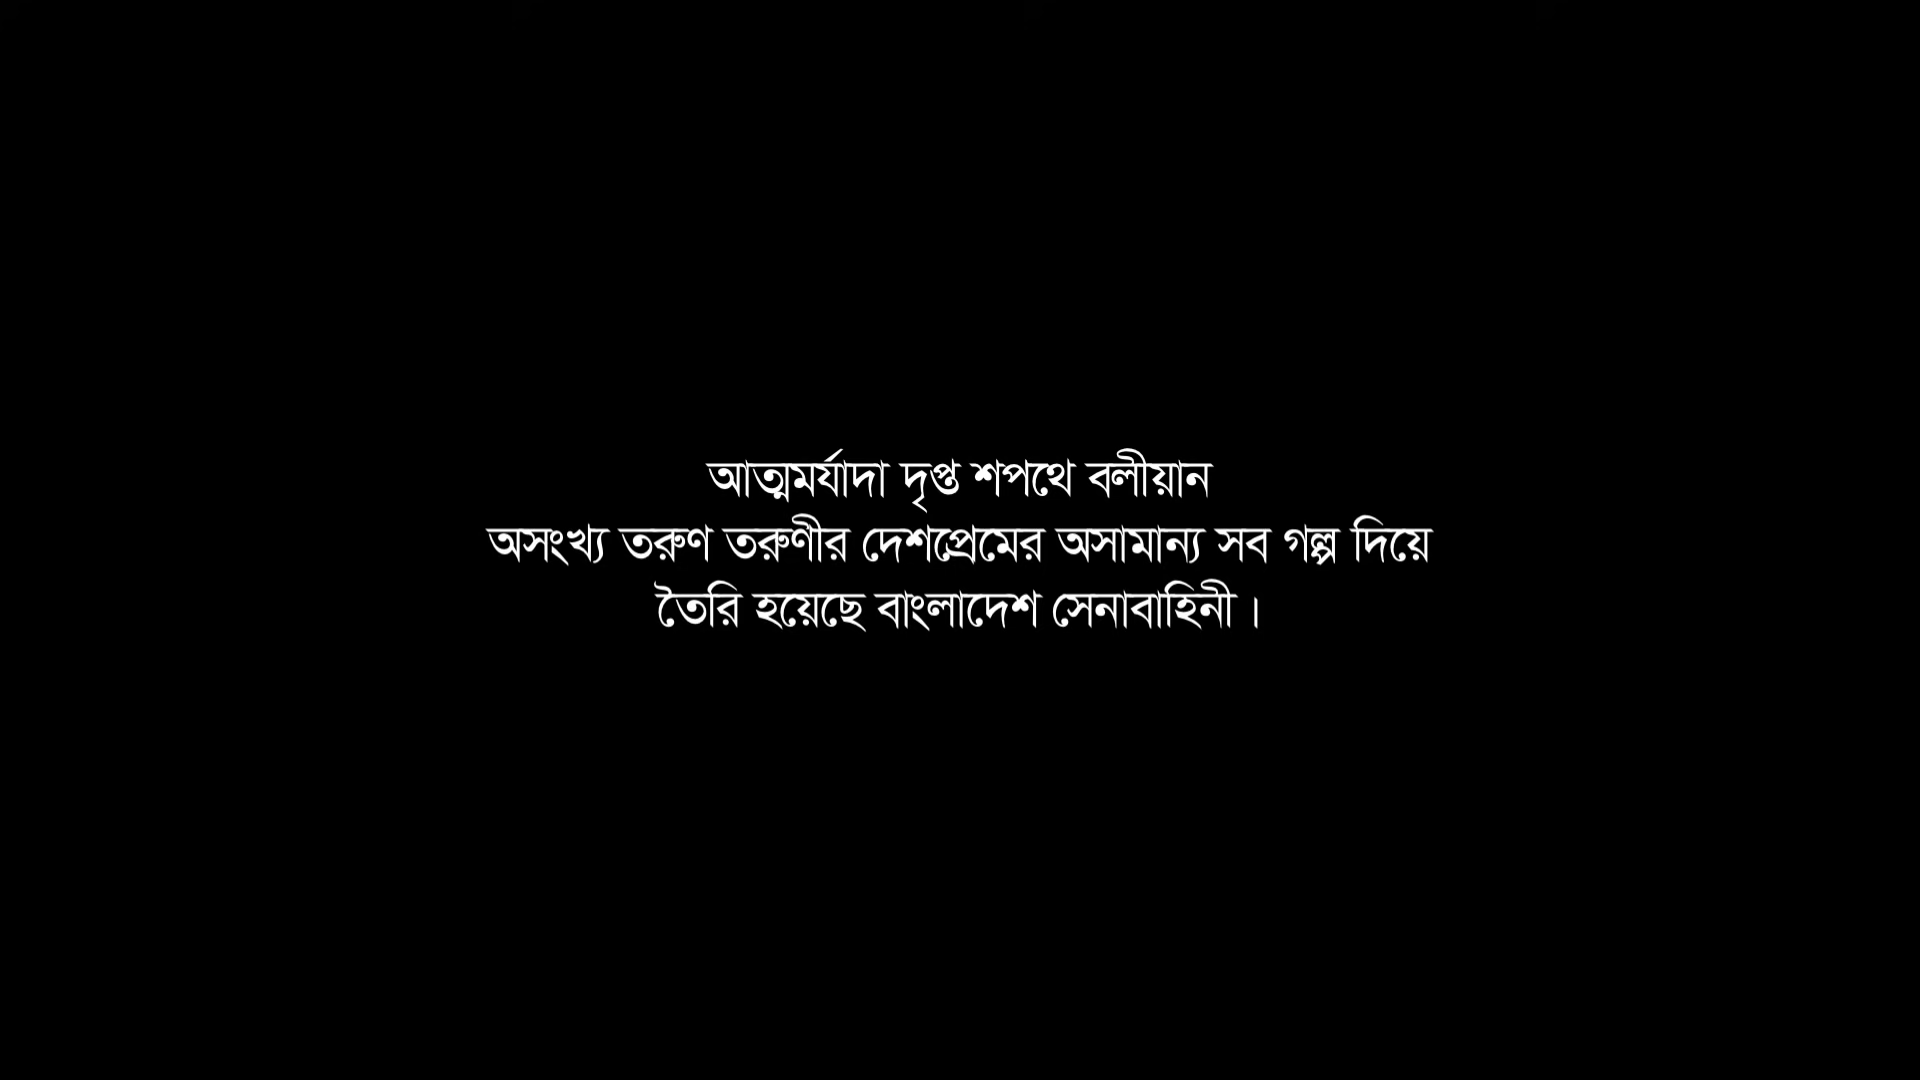 আত্মমর্যাদা দৃপ্ত শপথে বলীয়ান
অসংখ্য তরুণ তরুণীর দেশপ্রেমের অসামান্য সব গল্প দিয়ে
তৈরি হয়েছে বাংলাদেশ সেনাবাহিনী।